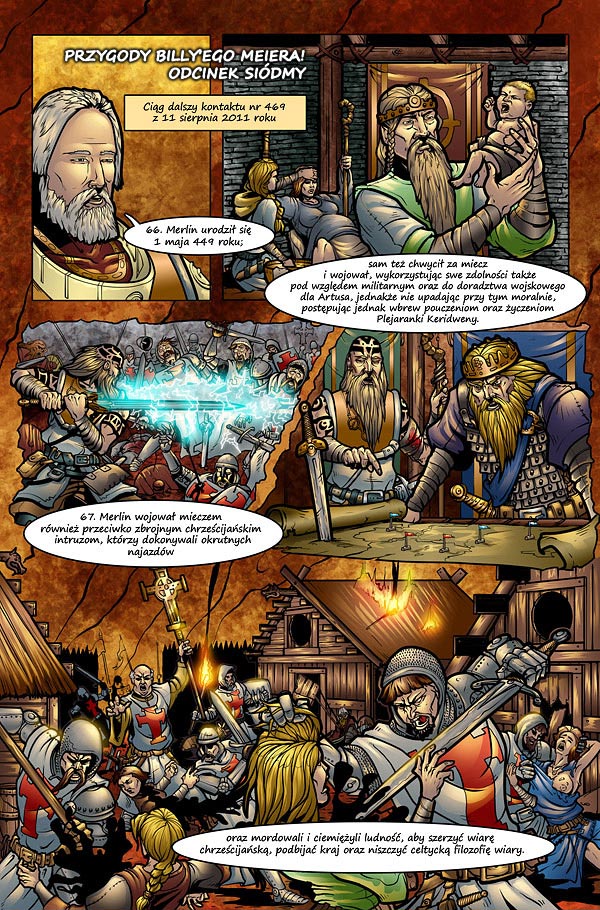 PRZYGODY BILLY'EGO MEIERA!
ODCINEK SIÓDMY
Ciąg dalszy kontaktu nr 469
z 11 sierpnia 2011 roku
66. Merlin urodził się
1 maja 449 roku;
sam też chwycił za miecz
i wojował, wykorzystując swe zdolności także
pod względem militarnym oraz do doradztwa wojskowego
dla Artusa, jednakże nie upadając przy tym moralnie,
postępując jednak wbrew pouczeniom oraz życzeniom
Plejaranki Keridweny.
67. Merlin wojował mieczem
również przeciwko zbrojnym chrześcijańskim
intruzom, którzy dokonywali okrutnych
najazdów
oraz mordowali i ciemiężyli ludność, aby szerzyć wiarę
chrześcijańską, podbijać kraj oraz niszczyć celtycką filozofię wiary.